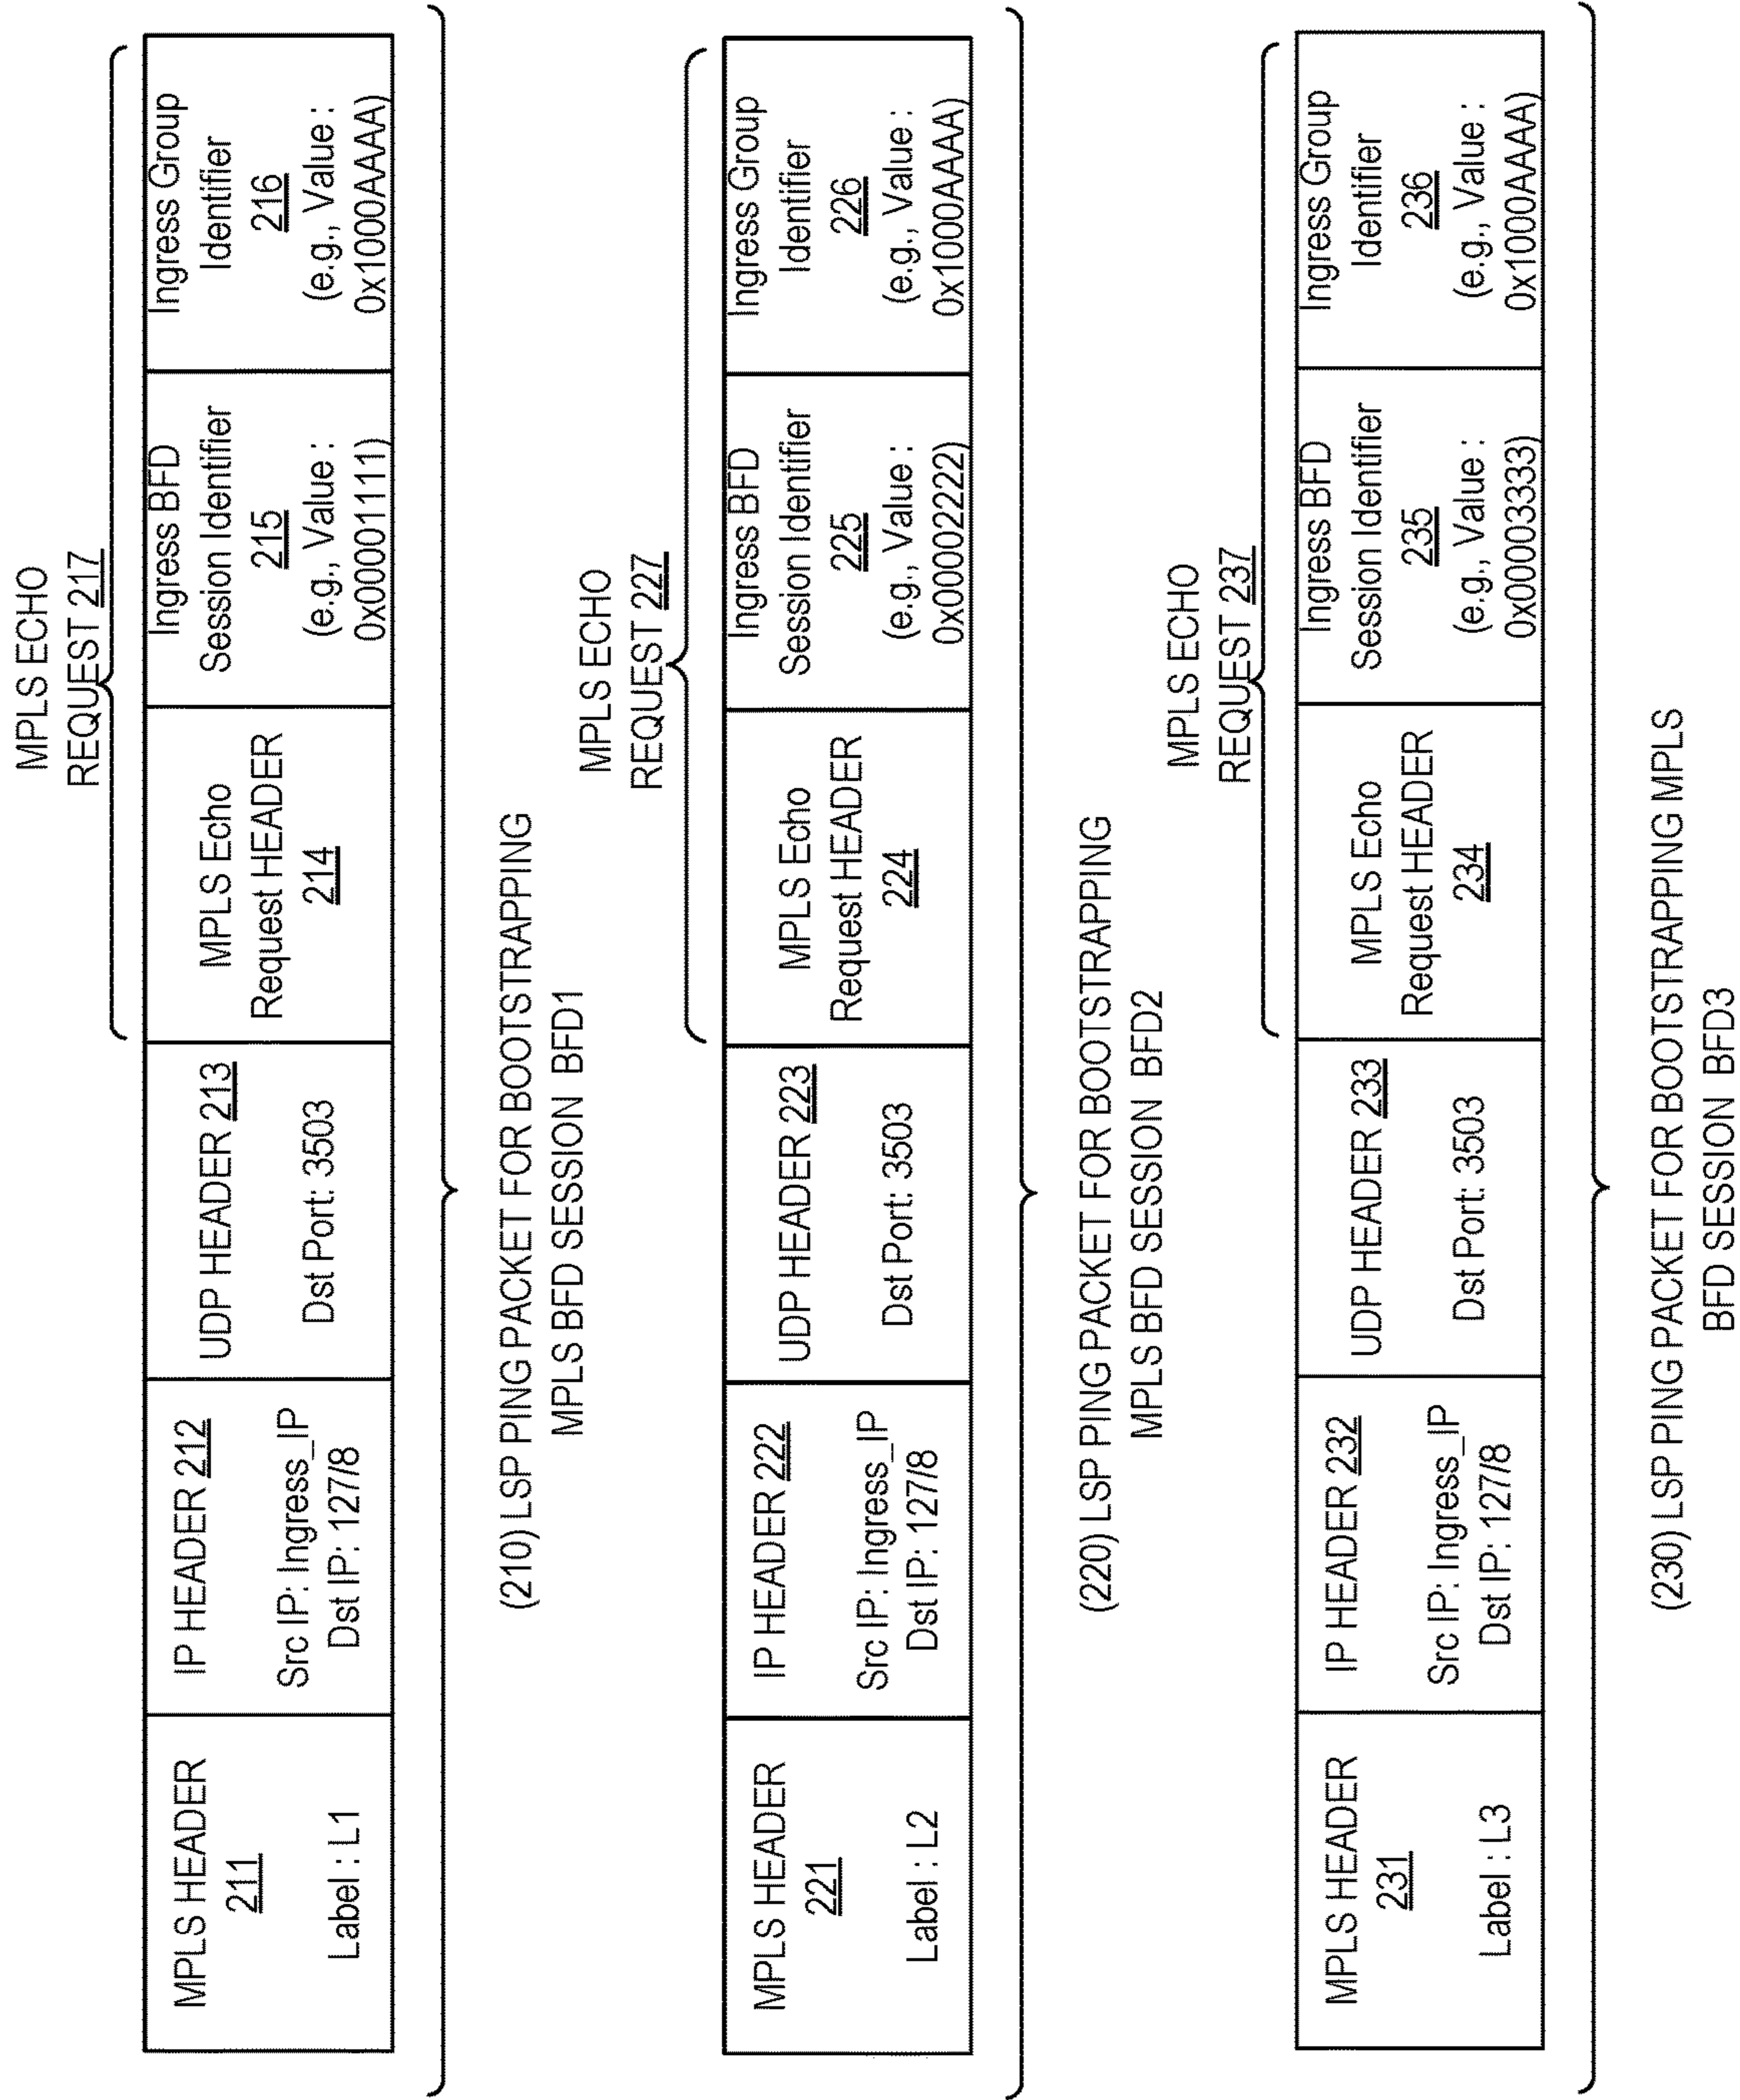 MPLS ECHO
REQUEST 217
MPLS HEADER
211
Label : L1
IP HEADER 212
Src IP: Ingress_IP
Dst IP: 127/8
UDP HEADER 213
Dst Port: 3503
MPLS Echo
Request HEADER
214
Ingress BFD
Session Identifier
215
(e.g., Value :
0x00001111)
Ingress Group
Identifier
216
(e.g., Value :
0x1000AAAA)
(210) LSP PING PACKET FOR BOOTSTRAPPING
MPLS BFD SESSION BFD1
MPLS ECHO
REQUEST 227
MPLS HEADER
221
Label : L2
IP HEADER 222
Src IP: Ingress_IP
Dst IP: 127/8
UDP HEADER 223
Dst Port: 3503
MPLS Echo
Request HEADER
224
Ingress BFD
Session Identifier
225
(e.g., Value :
0x00002222)
Ingress Group
Identifier
226
(e.g., Value :
0x1000AAAA)
(220) LSP PING PACKET FOR BOOTSTRAPPING
MPLS BFD SESSION BFD2
MPLS ECHO
REQUEST 237
MPLS HEADER
231
Label : L3
IP HEADER 232
Src IP: Ingress_IP
Dst IP: 127/8
UDP HEADER 233
Dst Port: 3503
MPLS Echo
Request HEADER
234
Ingress BFD
Session Identifier
235
(e.g., Value :
0x00003333)
Ingress Group
Identifier
236
(e.g., Value :
0x1000AAAA)
(230) LSP PING PACKET FOR BOOTSTRAPPING MPLS
BFD SESSION BFD3